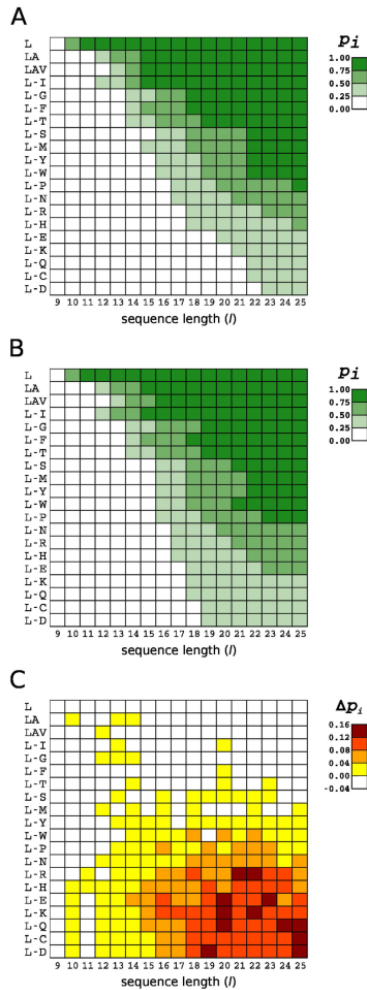 A
L
LA
LAV
L-I
L-G
L-F
L-T
L-S
L-M
L-Y
L-W
L-P
L-N
L-R
L-H
L-E
L-K
L-Q
L-C
L-D
9 10 11 12 13 14 15 16 17 18 19 20 21 22 23 24 25
sequence length (l)
pi
1.00
0.75
0.50
0.25
0.00
B
L
LA
LAV
L-I
L-G
L-F
L-T
L-S
L-M
L-Y
L-W
L-P
L-N
L-R
L-H
L-E
L-K
L-Q
L-C
L-D
9 10 11 12 13 14 15 16 17 18 19 20 21 22 23 24 25
sequence length (l)
pi
1.00
0.75
0.50
0.25
0.00
C
L
LA
LAV
L-I
L-G
L-F
L-T
L-S
L-M
L-Y
L-W
L-P
L-N
L-R
L-H
L-E
L-K
L-Q
L-C
L-D
9 10 11 12 13 14 15 16 17 18 19 20 21 22 23 24 25
sequence length (l)
Δpi
0.16
0.12
0.08
0.04
0.00
-0.04